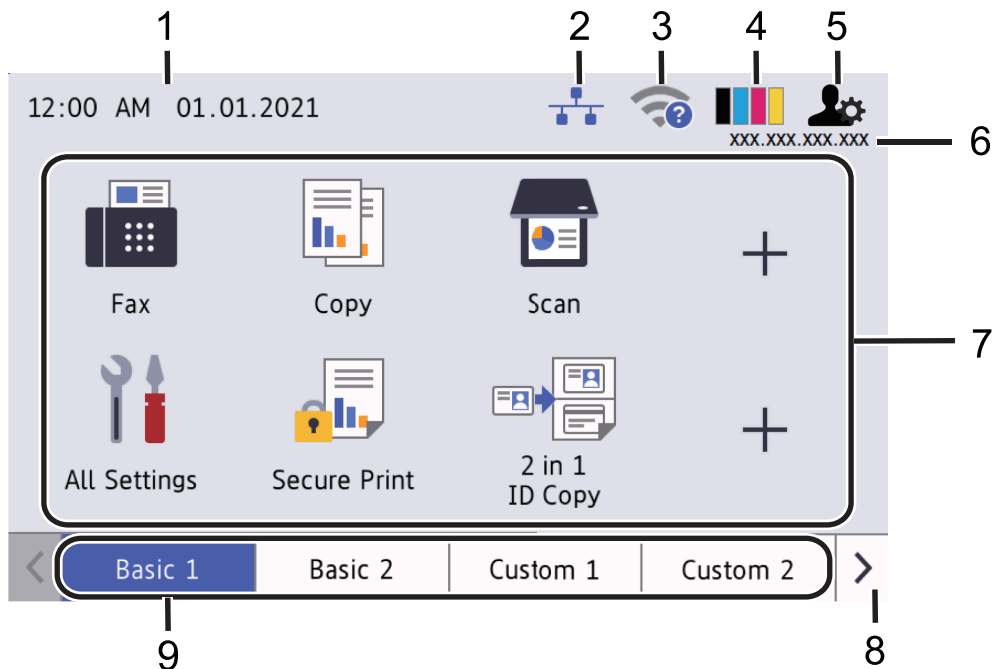 1 2 3 4 5
12:00 AM 01.01.2021
?
xxx.xxx.xxx.xxx
6
Fax Copy Scan
7
All Settings Secure Print 2 in 1
ID Copy
Basic 1 Basic 2 Custom 1 Custom 2
9 8